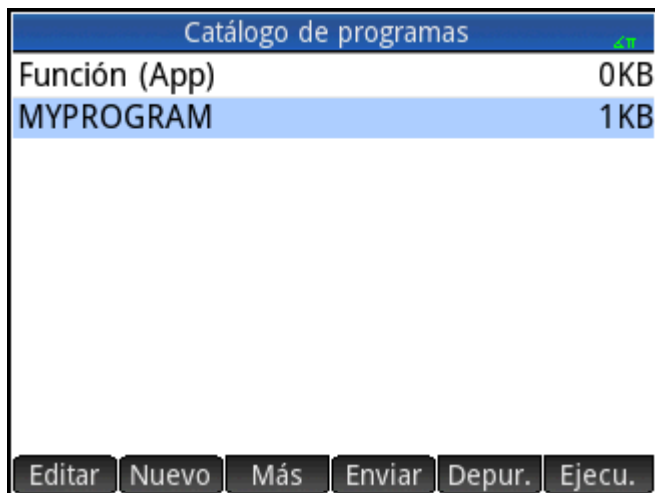 Catálogo de programas ∡π
Función (App) 0KB
MYPROGRAM 1KB
Editar Nuevo Más Enviar Depur. Ejecu.